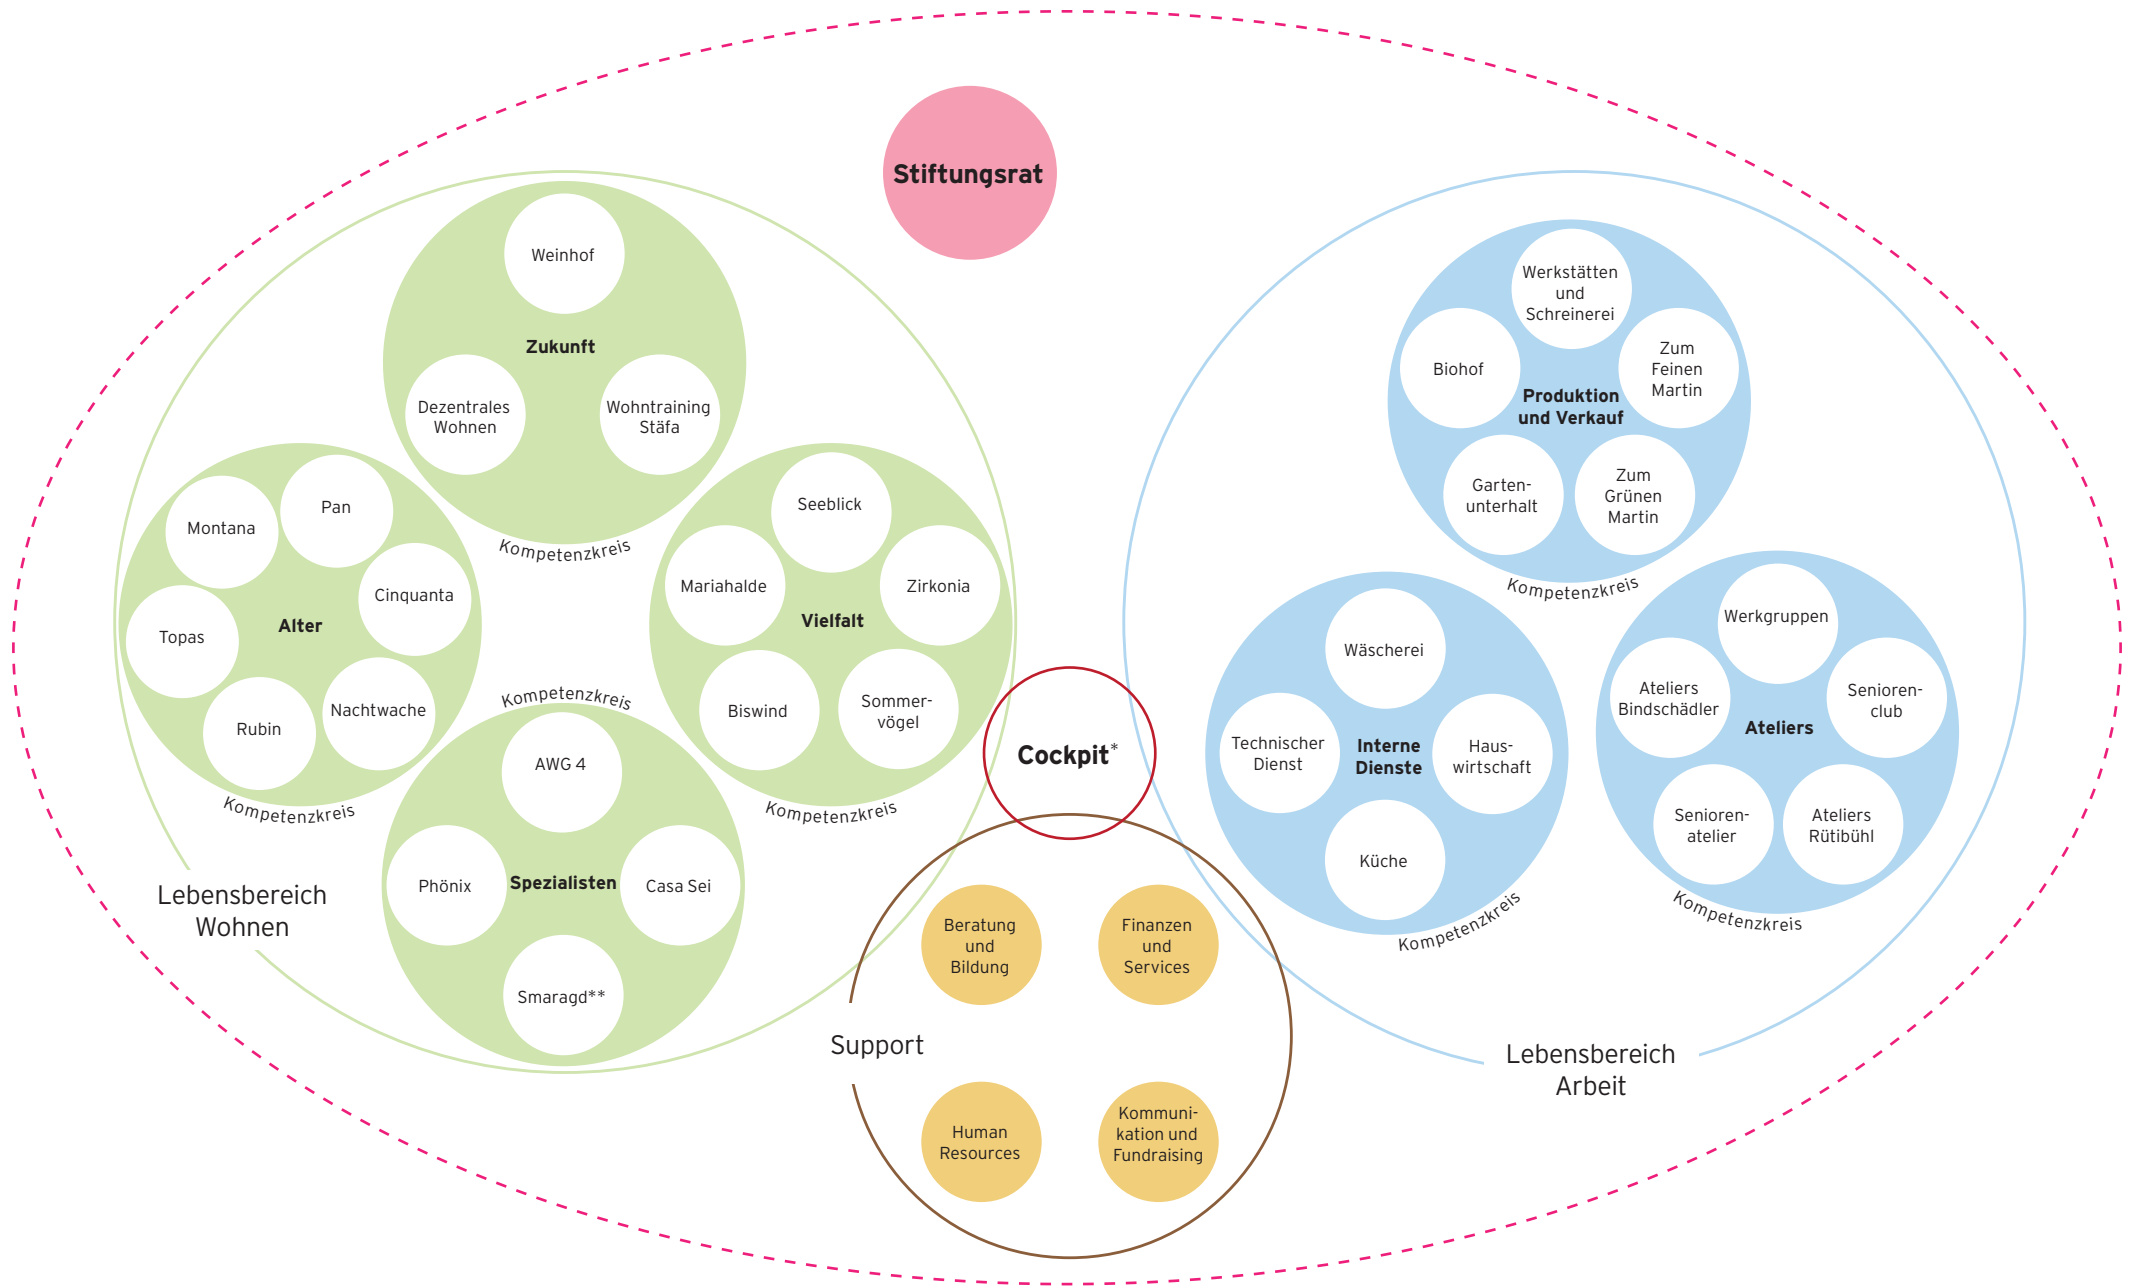 Stiftungsrat
Weinhof
Zukunft
Dezentrales
Wohnen
Wohntraining
Stäfa
Kompetenzkreis
Pan
Montana
Cinquanta
Alter
Topas
Nachtwache
Rubin
Kompetenzkreis
Seeblick
Mariahalde
Zirkonia
Vielfalt
Biswind
Sommer-
vögel
Kompetenzkreis
Kompetenzkreis
AWG 4
Phönix
Spezialisten
Casa Sei
Smaragd**
Lebensbereich
Wohnen
Cockpit*
Beratung
und
Bildung
Finanzen
und
Services
Support
Human
Resources
Kommuni-
kation und
Fundraising
Werkstätten
und
Schreinerei
Biohof
Zum
Feinen
Martin
Produktion
und Verkauf
Garten-
unterhalt
Zum
Grünen
Martin
Kompetenzkreis
Wäscherei
Technischer
Dienst
Interne
Dienste
Haus-
wirtschaft
Küche
Kompetenzkreis
Werkgruppen
Ateliers
Bindschädler
Senioren-
club
Ateliers
Senioren-
atelier
Ateliers
Rütibühl
Kompetenzkreis
Lebensbereich
Arbeit